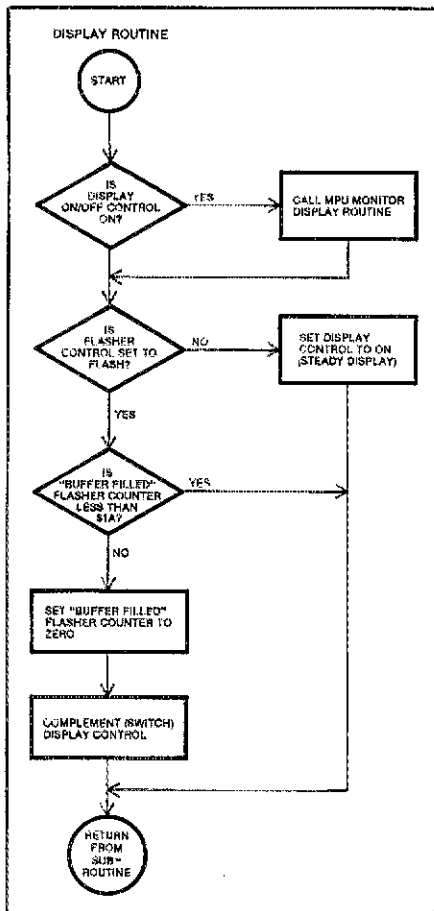 DISPLAY ROUTINE
START
IS
DISPLAY
ON/OFF CONTROL
ON?
YES
CALL MPU MONITOR
DISPLAY ROUTINE
IS
FLASHER
CONTROL SET TO
FLASH?
NO
SET DISPLAY
CONTROL TO ON
(STEADY DISPLAY)
YES
IS
"BUFFER FILLED"
FLASHER COUNTER
LESS THAN
$1A?
YES
NO
SET "BUFFER FILLED"
FLASHER COUNTER TO
ZERO
COMPLEMENT (SWITCH)
DISPLAY CONTROL
RETURN
FROM
SUB-
ROUTINE